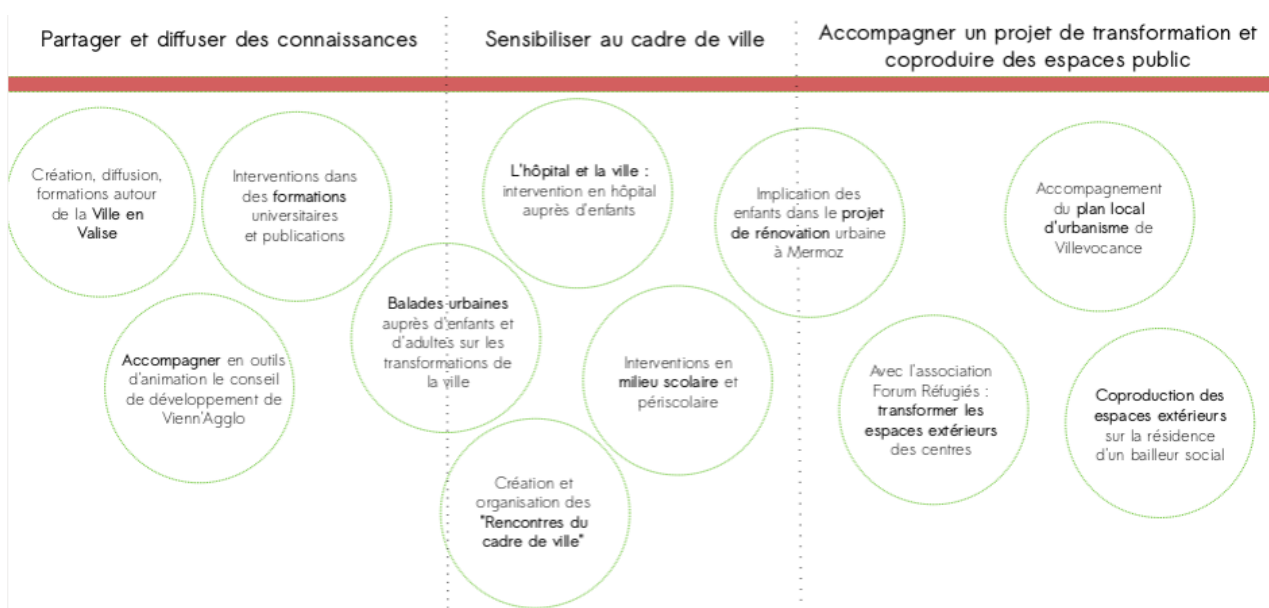 Partager et diffuser des connaissances
Sensibiliser au cadre de ville
Accompagner un projet de transformation et
coproduire des espaces public
Création, diffusion,
formations autour
de la Ville en
Valise
Interventions dans
des formations
universitaires
et publications
L'hôpital et la ville :
intervention en hôpital
auprès d'enfants
Implication des
enfants dans le projet
de rénovation urbaine
à Mermoz
Accompagnement
du plan local
d'urbanisme de
Villevocance
Accompagner en outils
d'animation le conseil
de développement de
Vienn'Agglo
Balades urbaines
auprès d'enfants et
d'adultes sur les
transformations de
la ville
Interventions en
milieu scolaire et
périscolaire
Avec l'association
Forum Réfugiés :
transformer les
espaces extérieurs
des centres
Coproduction des
espaces extérieurs
sur la résidence
d'un bailleur social
Création et
organisation des
"Rencontres du
cadre de ville"